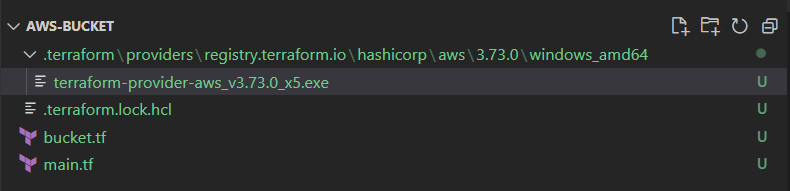 AWS-BUCKET
.terraform\providers\registry.terraform.io\hashicorp\aws\3.73.0\windows_amd64
terraform-provider-aws_v3.73.0_x5.exe U
.terraform.lock.hcl U
bucket.tf U
main.tf U